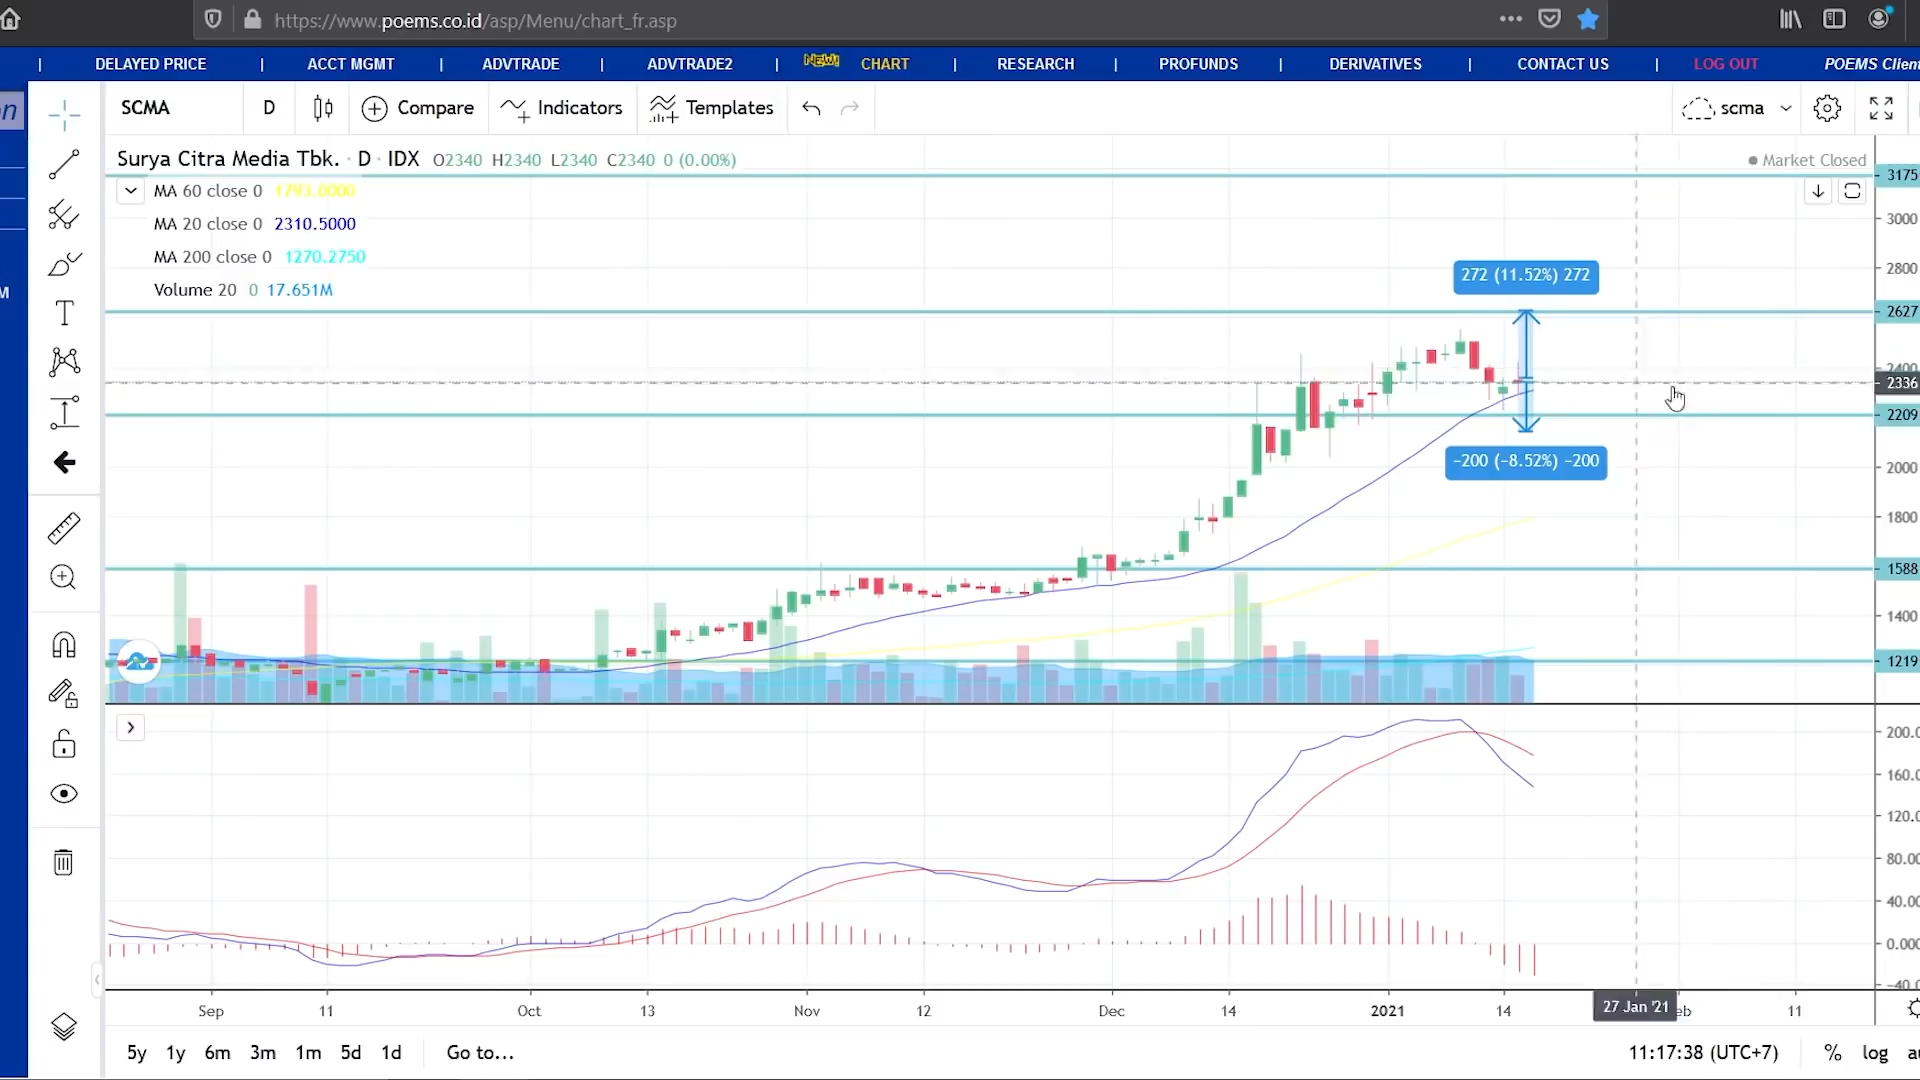 https://www.poems.co.id/asp/Menu/chart_fr.asp
| DELAYED PRICE | ACCT MGMT | ADVTRADE | ADVTRADE2 | NEW! CHART | RESEARCH | PROFUNDS | DERIVATIVES | CONTACT US | LOG OUT POEMS Client
on
M
SCMA D Compare Indicators Templates scma
Surya Citra Media Tbk. · D · IDX O2340 H2340 L2340 C2340 0 (0.00%)
Market Closed
MA 60 close 0 1793.0000
MA 20 close 0 2310.5000
MA 200 close 0 1270.2750
Volume 20 0 17.651M
272 (11.52%) 272
-200 (-8.52%) -200
3175
3000
2800
2627
2400
2336
2209
2000
1800
1588
1400
1219
200.0
160.0
120.0
80.00
40.00
0.000
-40.0
Sep 11 Oct 13 Nov 12 Dec 14 2021 14 27 Jan '21 eb 11
5y 1y 6m 3m 1m 5d 1d Go to... 11:17:38 (UTC+7) % log au